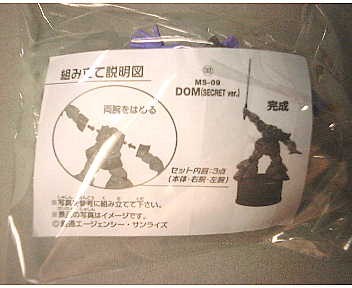 組み立て説明図
両腕をはめる
MS-09
DOM(SECRET ver.)
完成
セット内容:3点
(本体・右腕・左腕)
※写真を参考に組み立てて下さい。
の写真はイメージです。
©創通エージェンシー・サンライズ